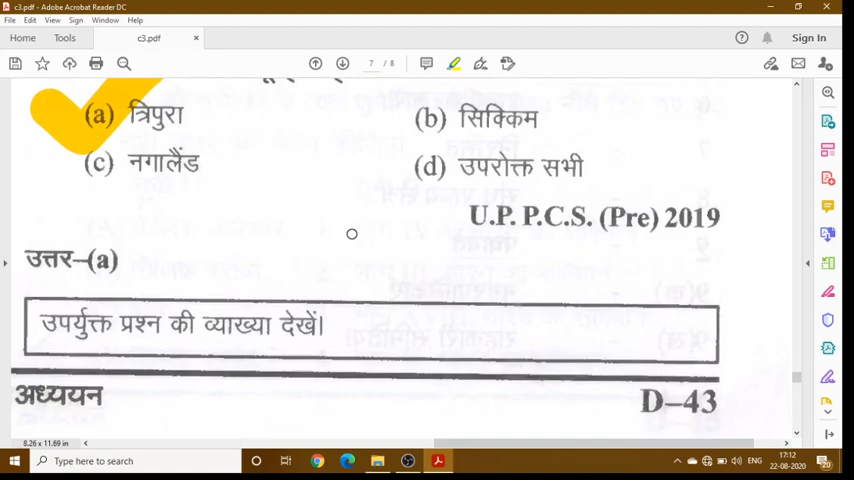 c3.pdf - Adobe Acrobat Reader DC
File Edit View Sign Window Help
Home Tools c3.pdf × Sign In
7 / 8
(a) त्रिपुरा (b) सिक्किम
(c) नगालैंड (d) उपरोक्त सभी
U.P. P.C.S. (Pre) 2019
उत्तर–(a)
उपर्युक्त प्रश्न की व्याख्या देखें।
अध्ययन D–43
8.26 x 11.69 in
Type here to search
ENG 17:12
22-08-2020
20